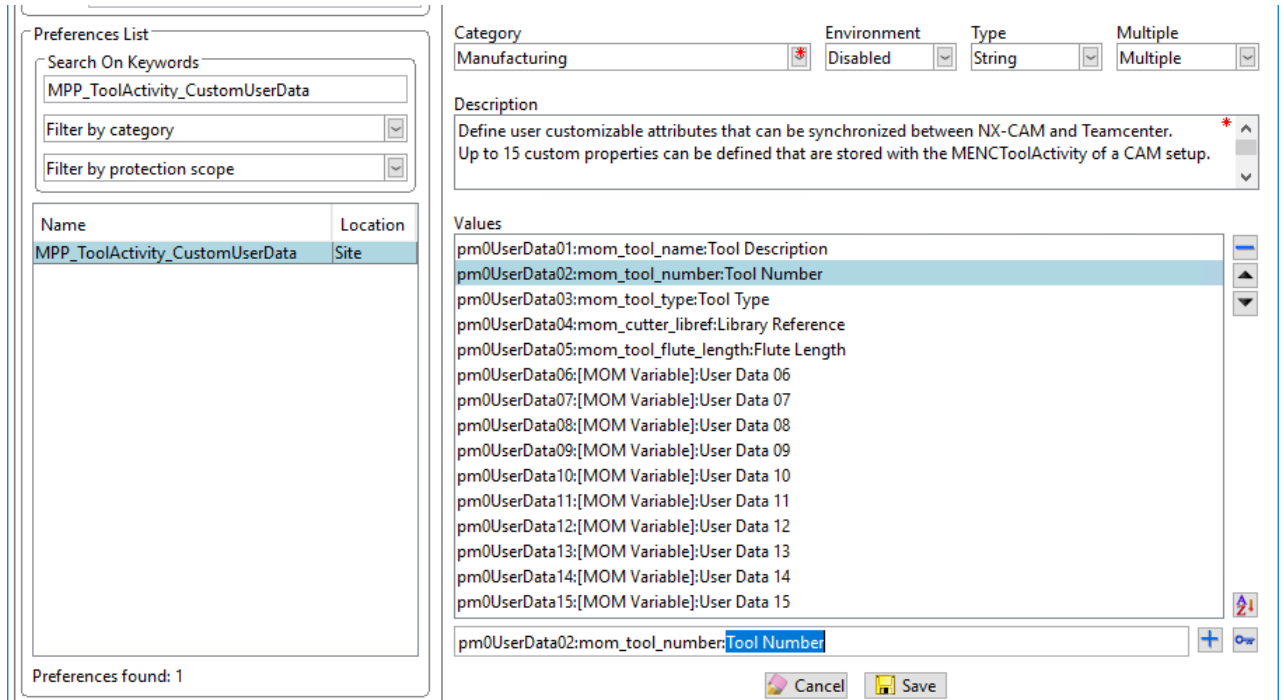 Preferences List
Search On Keywords
MPP_ToolActivity_CustomUserData
Filter by category
Filter by protection scope
Name Location
MPP_ToolActivity_CustomUserData Site
Preferences found: 1
Category Environment Type Multiple
Manufacturing Disabled String Multiple
Description
Define user customizable attributes that can be synchronized between NX-CAM and Teamcenter.
Up to 15 custom properties can be defined that are stored with the MENCToolActivity of a CAM setup.
Values
pm0UserData01:mom_tool_name:Tool Description
pm0UserData02:mom_tool_number:Tool Number
pm0UserData03:mom_tool_type:Tool Type
pm0UserData04:mom_cutter_libref:Library Reference
pm0UserData05:mom_tool_flute_length:Flute Length
pm0UserData06:[MOM Variable]:User Data 06
pm0UserData07:[MOM Variable]:User Data 07
pm0UserData08:[MOM Variable]:User Data 08
pm0UserData09:[MOM Variable]:User Data 09
pm0UserData10:[MOM Variable]:User Data 10
pm0UserData11:[MOM Variable]:User Data 11
pm0UserData12:[MOM Variable]:User Data 12
pm0UserData13:[MOM Variable]:User Data 13
pm0UserData14:[MOM Variable]:User Data 14
pm0UserData15:[MOM Variable]:User Data 15
pm0UserData02:mom_tool_number:Tool Number
Cancel Save